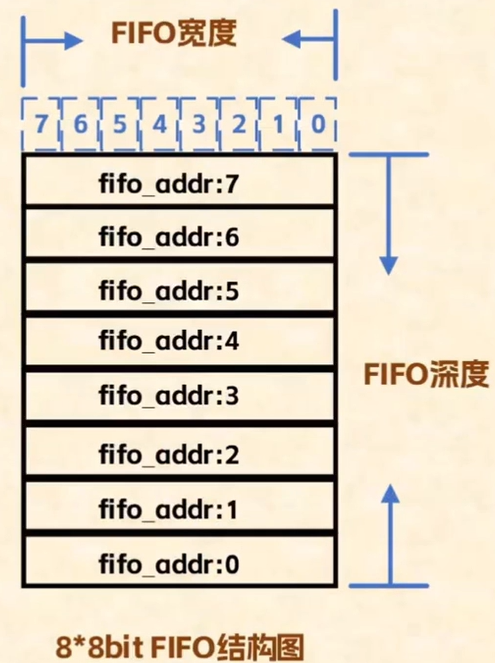 FIFO宽度
7 6 5 4 3 2 1 0
fifo_addr:7
fifo_addr:6
fifo_addr:5
fifo_addr:4
FIFO深度
fifo_addr:3
fifo_addr:2
fifo_addr:1
fifo_addr:0
8*8bit FIFO结构图